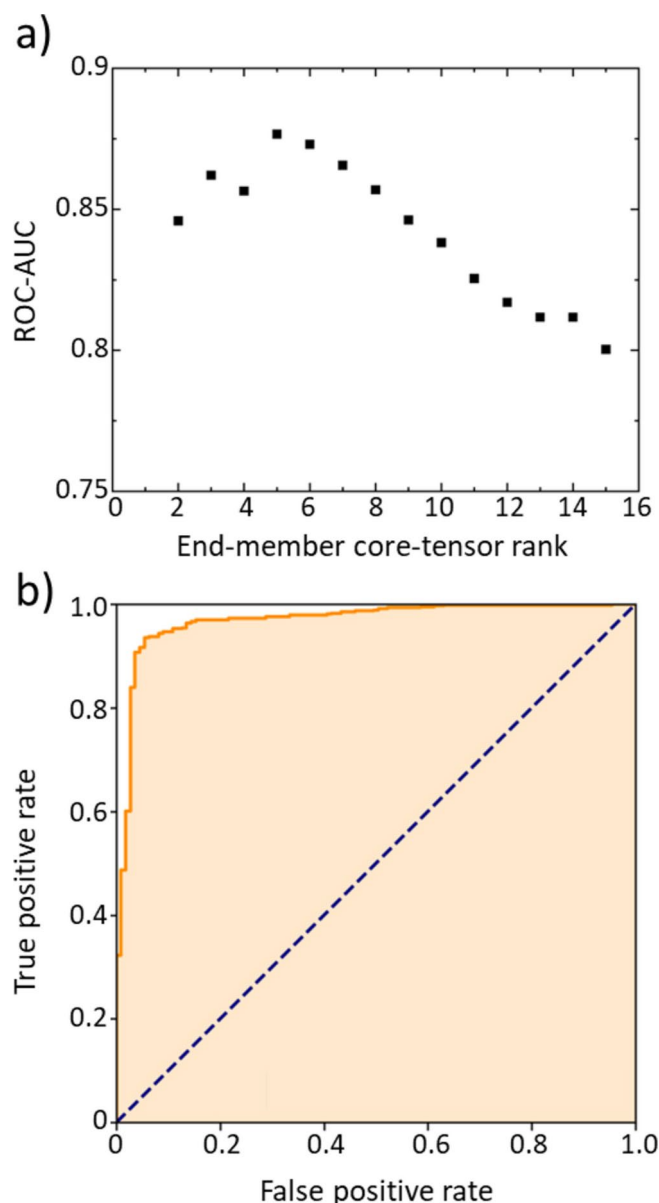 a)
0.9
0.85
0.8
0.75
ROC-AUC
0 2 4 6 8 10 12 14 16
End-member core-tensor rank
b)
1.0
0.8
0.6
0.4
0.2
0
True positive rate
0 0.2 0.4 0.6 0.8 1.0
False positive rate